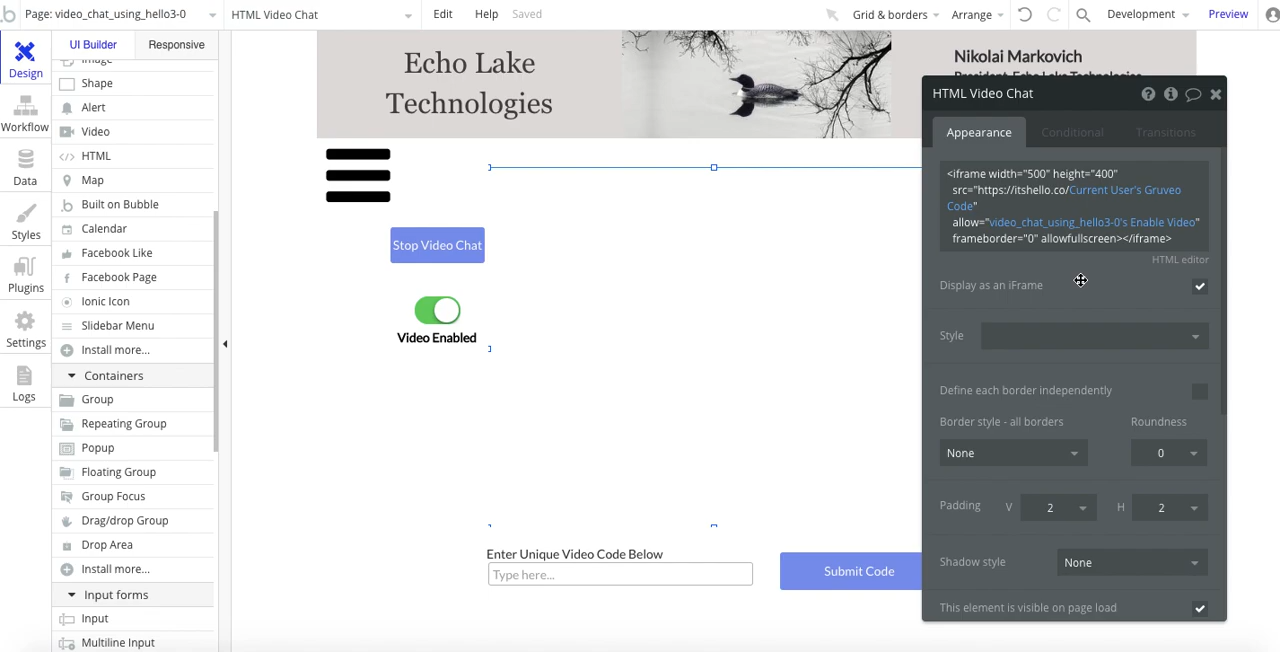 b Page: video_chat_using_hello3-0 HTML Video Chat Edit Help Saved Grid & borders Arrange Development Preview
Design
Workflow
Data
Styles
Plugins
Settings
Logs
UI Builder Responsive
Image
Shape
Alert
Video
HTML
Map
Built on Bubble
Calendar
Facebook Like
Facebook Page
Ionic Icon
Slidebar Menu
Install more...
Containers
Group
Repeating Group
Popup
Floating Group
Group Focus
Drag/drop Group
Drop Area
Install more...
Input forms
Input
Multiline Input
Echo Lake
Technologies
Nikolai Markovich
President, Echo Lake Technologies
Stop Video Chat
Video Enabled
Enter Unique Video Code Below
Type here...
Submit Code
HTML Video Chat
Appearance Conditional Transitions
<iframe width="500" height="400"
src="https://itshello.co/Current User's Gruveo
Code"
allow="video_chat_using_hello3-0's Enable Video"
frameborder="0" allowfullscreen></iframe>
HTML editor
Display as an iFrame
Style
Define each border independently
Border style - all borders Roundness
None 0
Padding V 2 H 2
Shadow style None
This element is visible on page load